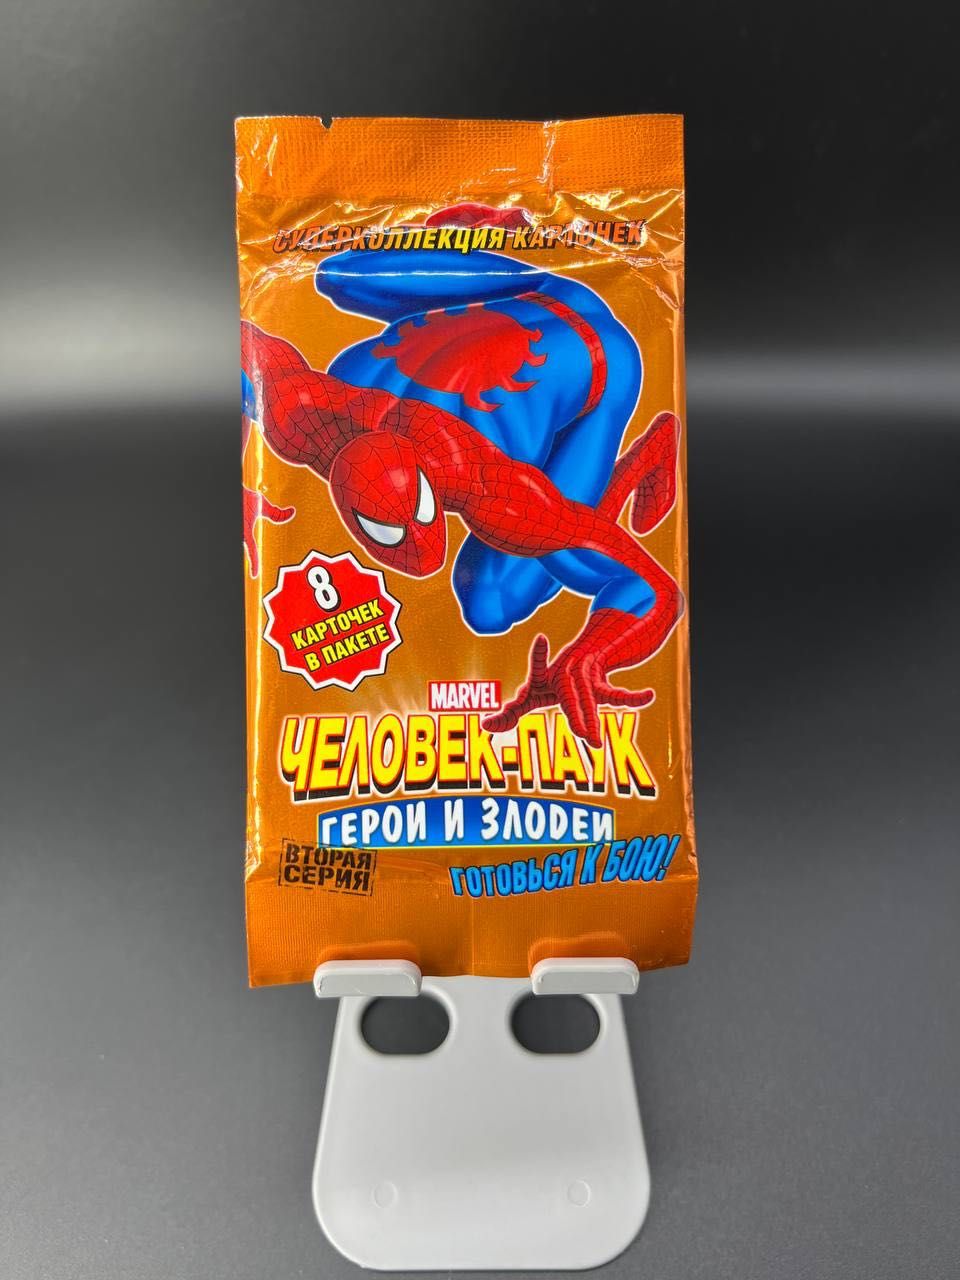 СУПЕРКОЛЛЕКЦИЯ КАРТОЧЕК
8
КАРТОЧЕК
В ПАКЕТЕ
MARVEL
ЧЕЛОВЕК-ПАУК
ГЕРОИ И ЗЛОДЕИ
ВТОРАЯ
СЕРИЯ
ГОТОВЬСЯ К БОЮ!